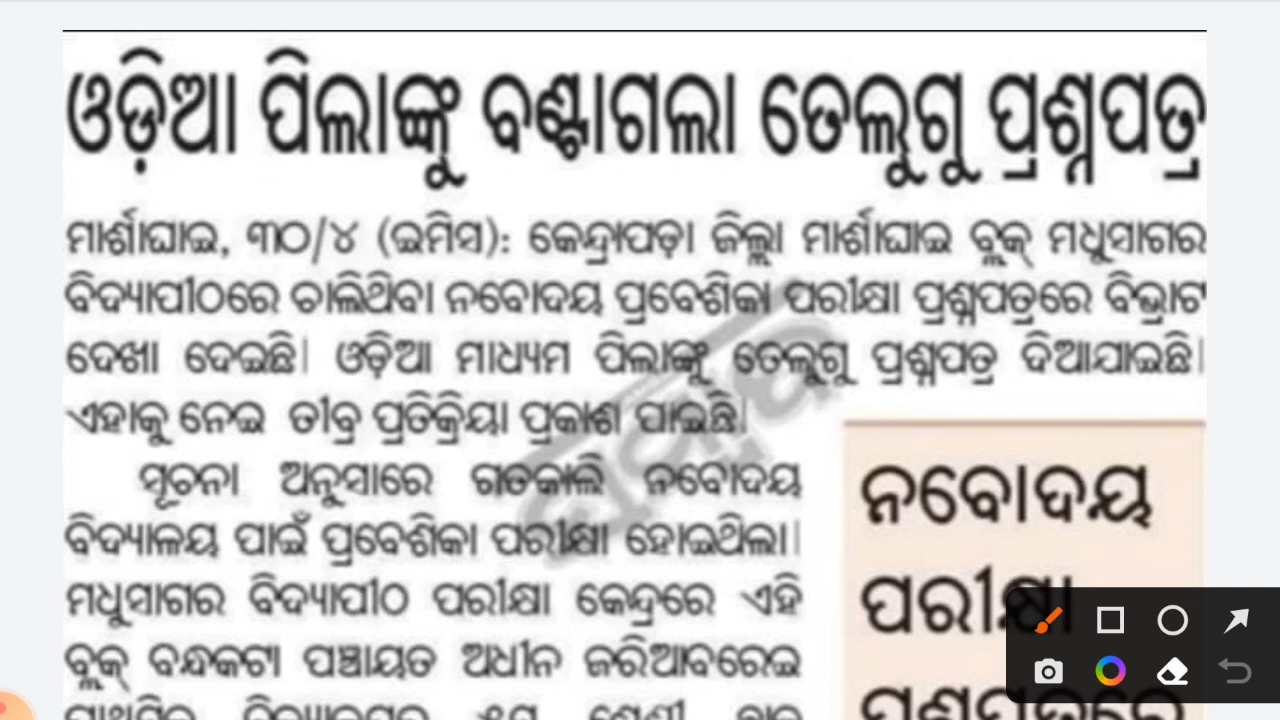 ଓଡ଼ିଆ ପିଲାଙ୍କୁ ବଣ୍ଟାଗଲା ତେଲୁଗୁ ପ୍ରଶ୍ନପତ୍ର
ମାର୍ଶାଘାଇ, ୩୦/୪ (ଇମିସ): କେନ୍ଦ୍ରାପଡ଼ା ଜିଲ୍ଲା ମାର୍ଶାଘାଇ ବ୍ଲକ୍ ମଧୁସାଗର
ବିଦ୍ୟାପୀଠରେ ଚାଲିଥିବା ନବୋଦୟ ପ୍ରବେଶିକା ପରୀକ୍ଷା ପ୍ରଶ୍ନପତ୍ରରେ ବିଭ୍ରାଟ
ଦେଖା ଦେଇଛି। ଓଡ଼ିଆ ମାଧ୍ୟମ ପିଲାଙ୍କୁ ତେଲୁଗୁ ପ୍ରଶ୍ନପତ୍ର ଦିଆଯାଇଛି।
ଏହାକୁ ନେଇ ତୀବ୍ର ପ୍ରତିକ୍ରିୟା ପ୍ରକାଶ ପାଇଛି।
ସୂଚନା ଅନୁସାରେ ଗତକାଲି ନବୋଦୟ
ବିଦ୍ୟାଳୟ ପାଇଁ ପ୍ରବେଶିକା ପରୀକ୍ଷା ହୋଇଥିଲା।
ମଧୁସାଗର ବିଦ୍ୟାପୀଠ ପରୀକ୍ଷା କେନ୍ଦ୍ରରେ ଏହି
ବ୍ଲକ୍ ବନ୍ଧକଟା ପଞ୍ଚାୟତ ଅଧୀନ ଜରିଆବରେଇ
ନବୋଦୟ
ପରୀକ୍ଷା